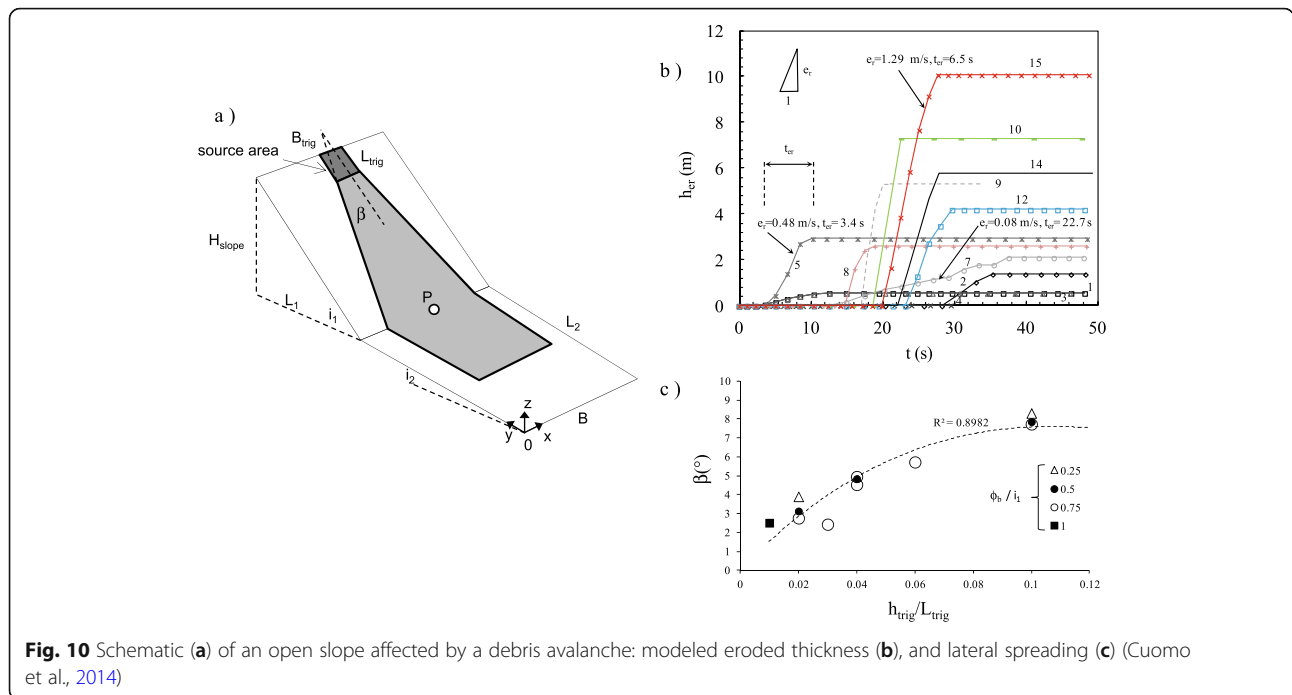 a )
B_trig
source area
L_trig
β
H_slope
P
L_1
i_1
L_2
i_2
z
y
x
0
B
b )
12
10
8
6
4
2
0
h_er (m)
e_r
1
e_r=1.29 m/s, t_er=6.5 s
15
10
t_er
14
9
12
e_r=0.48 m/s, t_er=3.4 s
e_r=0.08 m/s, t_er=22.7 s
5
8
7
2
1
3
0
10
20
30
40
50
t (s)
c )
10
9
8
7
6
5
4
3
2
1
0
β(°)
R² = 0.8982
ϕ_b / i_1
0.25
0.5
0.75
1
0
0.02
0.04
0.06
0.08
0.1
0.12
h_trig/L_trig
Fig. 10 Schematic (a) of an open slope affected by a debris avalanche: modeled eroded thickness (b), and lateral spreading (c) (Cuomo
et al., 2014)